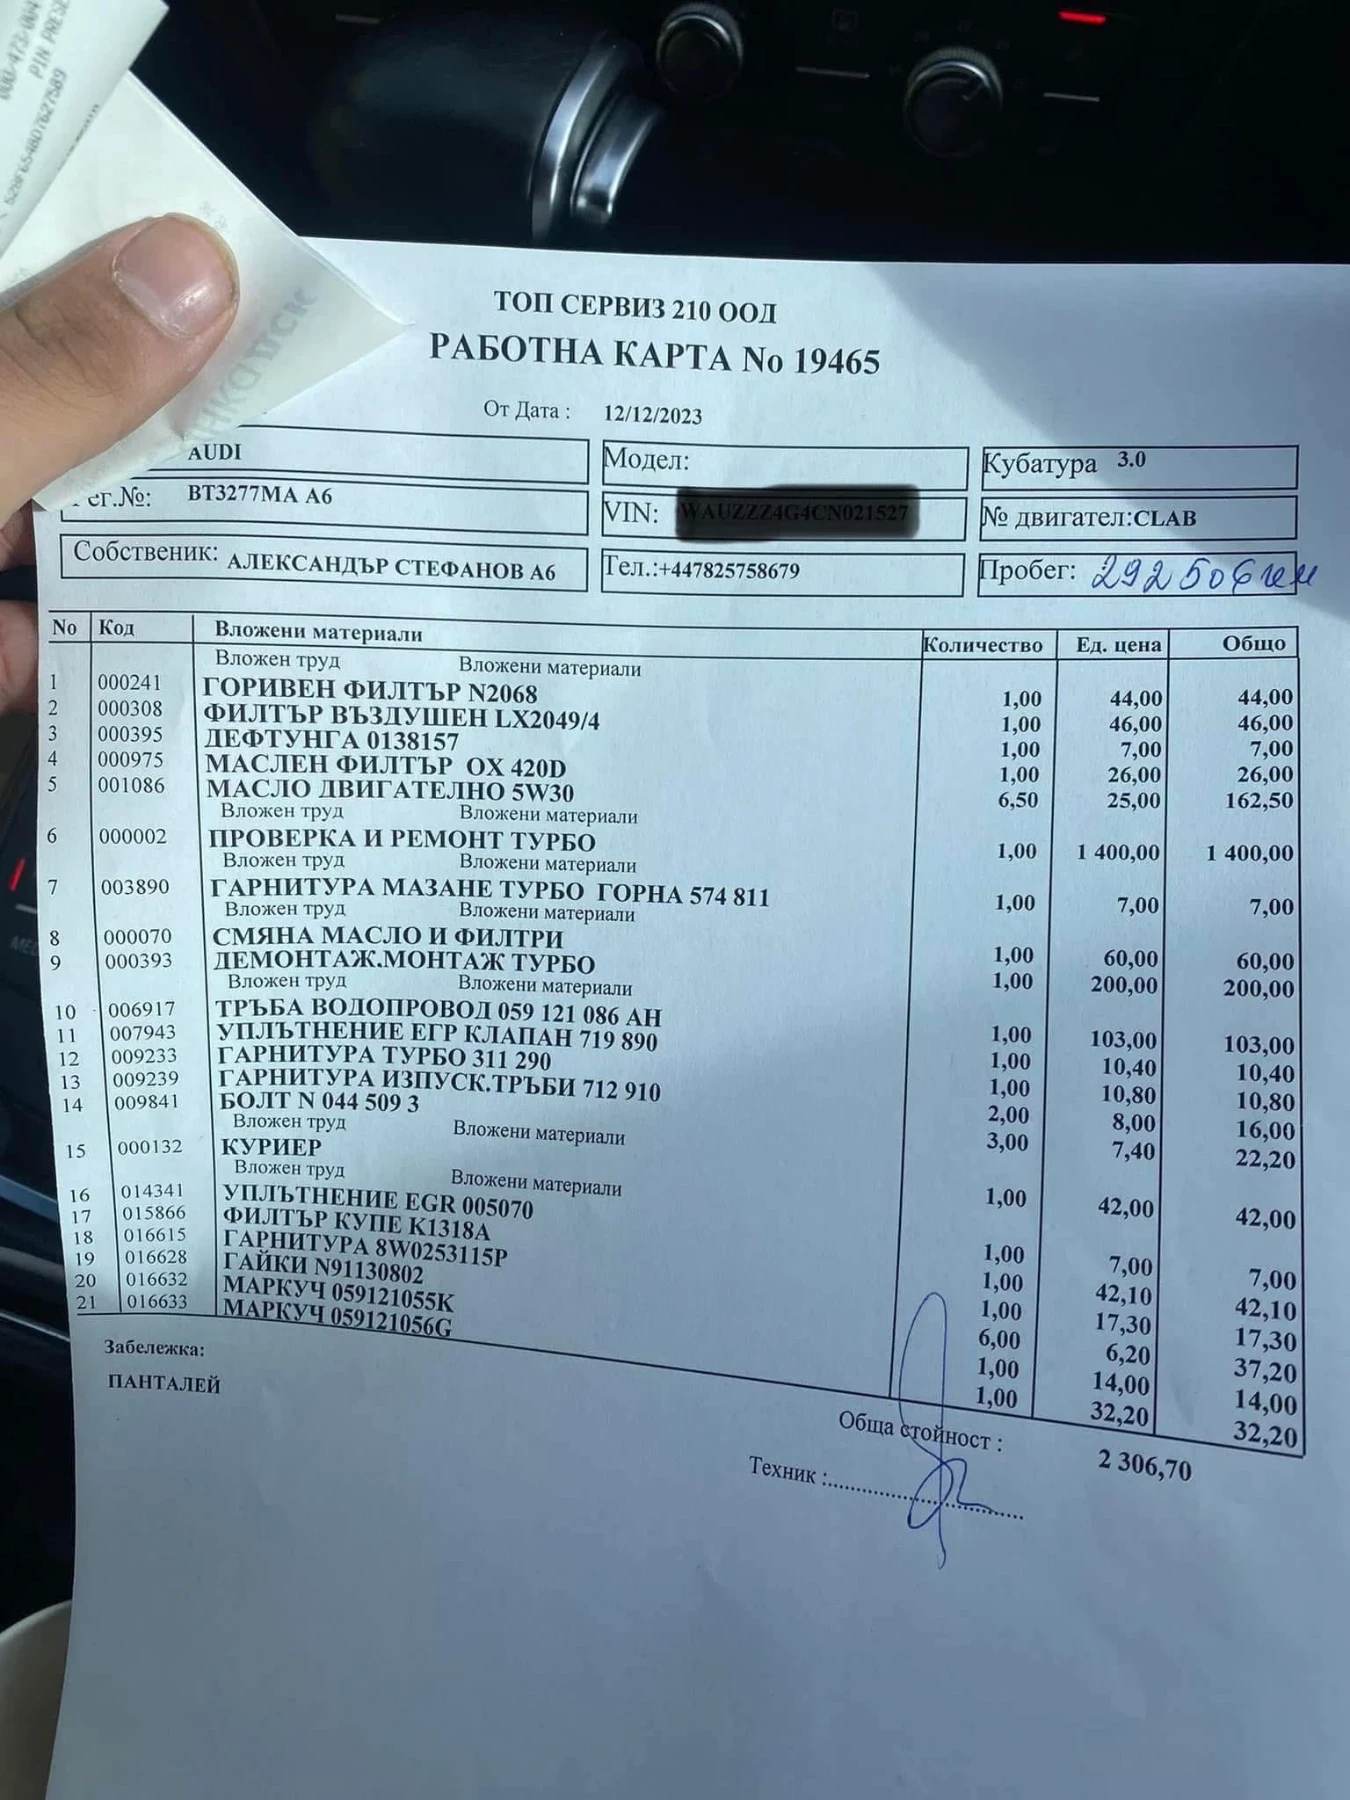 000-473-004
PIN PRESE
ТОП СЕРВИЗ 210 ООД
РАБОТНА КАРТА No 19465
От Дата : 12/12/2023
AUDI Модел: Кубатура 3.0
Рег.№: BT3277MA A6 VIN: № двигател:CLAB
Собственик: АЛЕКСАНДЪР СТЕФАНОВ А6 Тел.:+447825758679 Пробег: 292506км
No Код Вложени материали Количество Ед. цена Общо
Вложен труд Вложени материали
1 000241 ГОРИВЕН ФИЛТЪР N2068 1,00 44,00 44,00
2 000308 ФИЛТЪР ВЪЗДУШЕН LX2049/4 1,00 46,00 46,00
3 000395 ДЕФТУНГА 0138157 1,00 7,00 7,00
4 000975 МАСЛЕН ФИЛТЪР OX 420D 1,00 26,00 26,00
5 001086 МАСЛО ДВИГАТЕЛНО 5W30 6,50 25,00 162,50
Вложен труд Вложени материали
6 000002 ПРОВЕРКА И РЕМОНТ ТУРБО 1,00 1 400,00 1 400,00
Вложен труд Вложени материали
7 003890 ГАРНИТУРА МАЗАНЕ ТУРБО ГОРНА 574 811 1,00 7,00 7,00
Вложен труд Вложени материали
8 000070 СМЯНА МАСЛО И ФИЛТРИ 1,00 60,00 60,00
9 000393 ДЕМОНТАЖ.МОНТАЖ ТУРБО 1,00 200,00 200,00
Вложен труд Вложени материали
10 006917 ТРЪБА ВОДОПРОВОД 059 121 086 AH 1,00 103,00 103,00
11 007943 УПЛЪТНЕНИЕ ЕГР КЛАПАН 719 890 1,00 10,40 10,40
12 009233 ГАРНИТУРА ТУРБО 311 290 1,00 10,80 10,80
13 009239 ГАРНИТУРА ИЗПУСК.ТРЪБИ 712 910 2,00 8,00 16,00
14 009841 БОЛТ N 044 509 3 3,00 7,40 22,20
Вложен труд Вложени материали
15 000132 КУРИЕР 1,00 42,00 42,00
Вложен труд Вложени материали
16 014341 УПЛЪТНЕНИЕ EGR 005070 1,00 7,00 7,00
17 015866 ФИЛТЪР КУПЕ K1318A 1,00 42,10 42,10
18 016615 ГАРНИТУРА 8W0253115P 1,00 17,30 17,30
19 016628 ГАЙКИ N91130802 6,00 6,20 37,20
20 016632 МАРКУЧ 059121055K 1,00 14,00 14,00
21 016633 МАРКУЧ 059121056G 1,00 32,20 32,20
Забележка:
ПАНТАЛЕЙ
Обща стойност : 2 306,70
Техник :